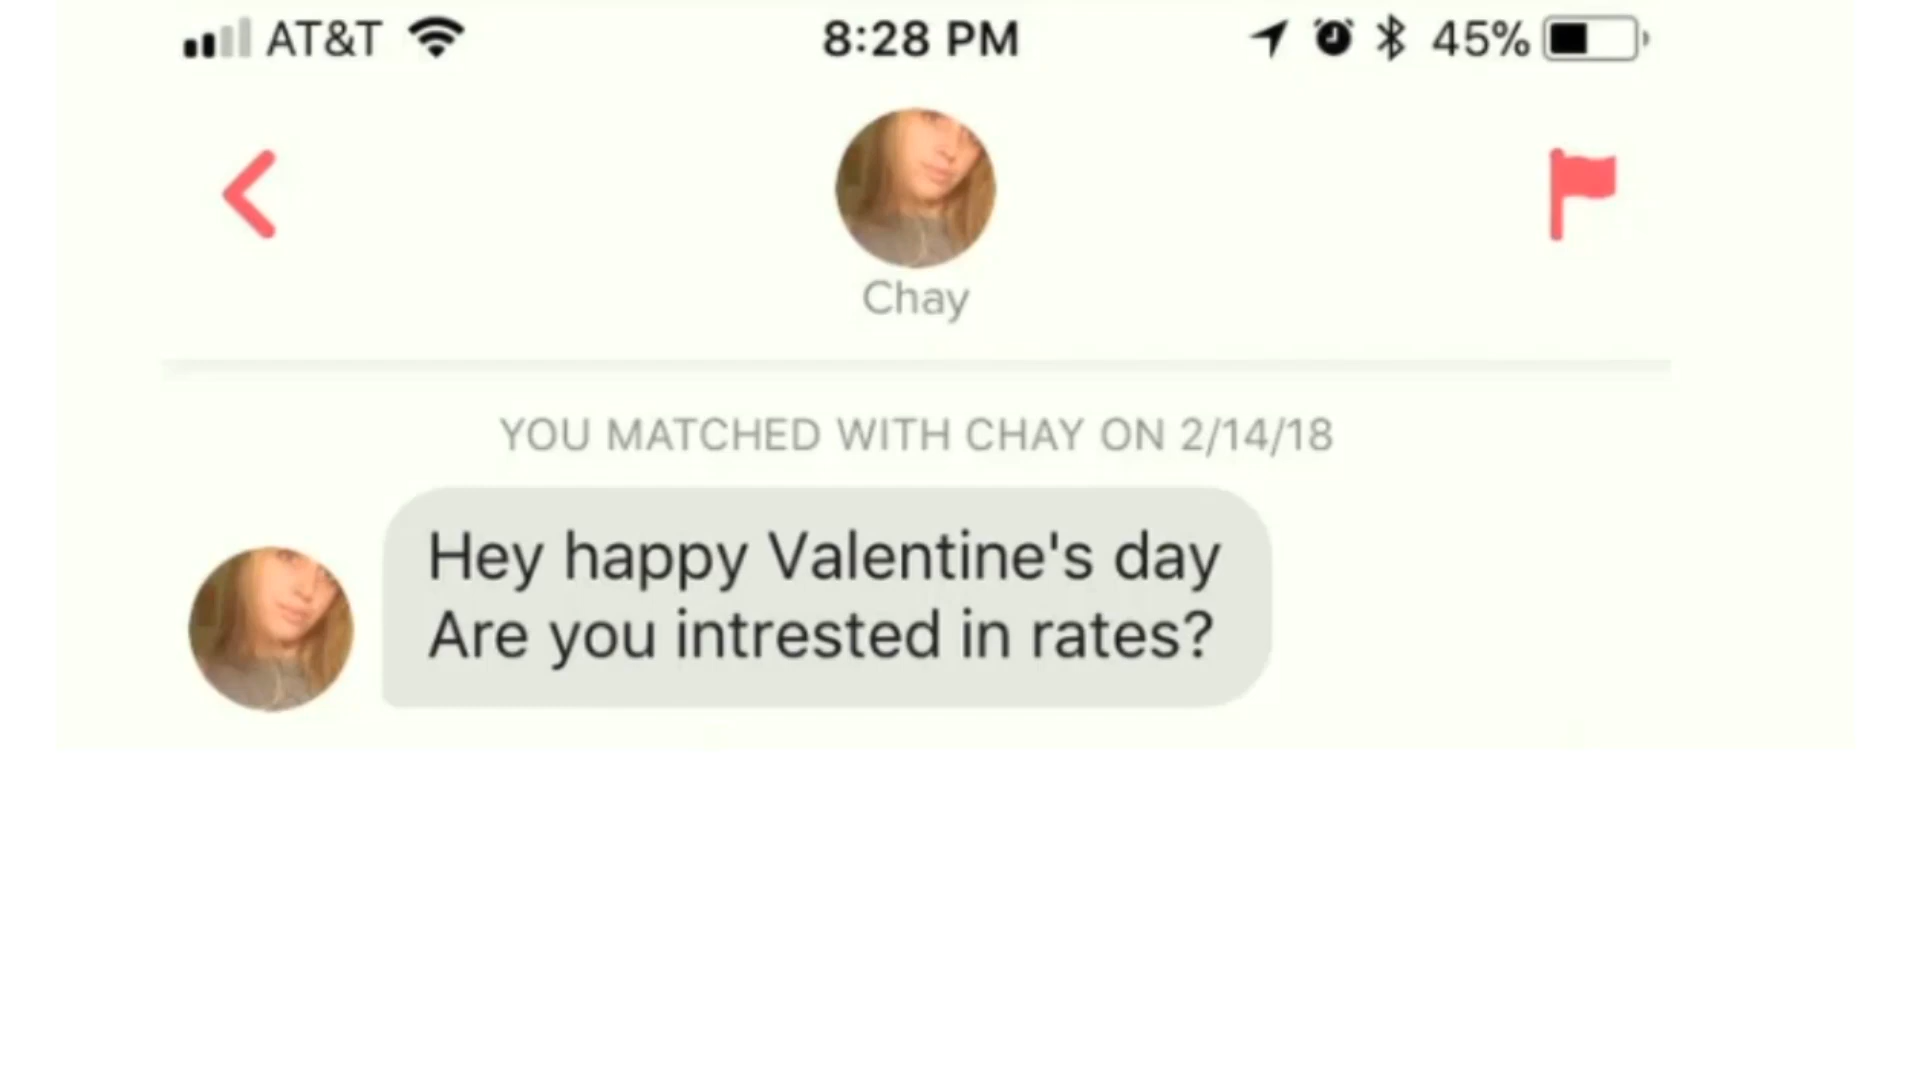 AT&T 8:28 PM 45%
Chay
YOU MATCHED WITH CHAY ON 2/14/18
Hey happy Valentine's day
Are you intrested in rates?